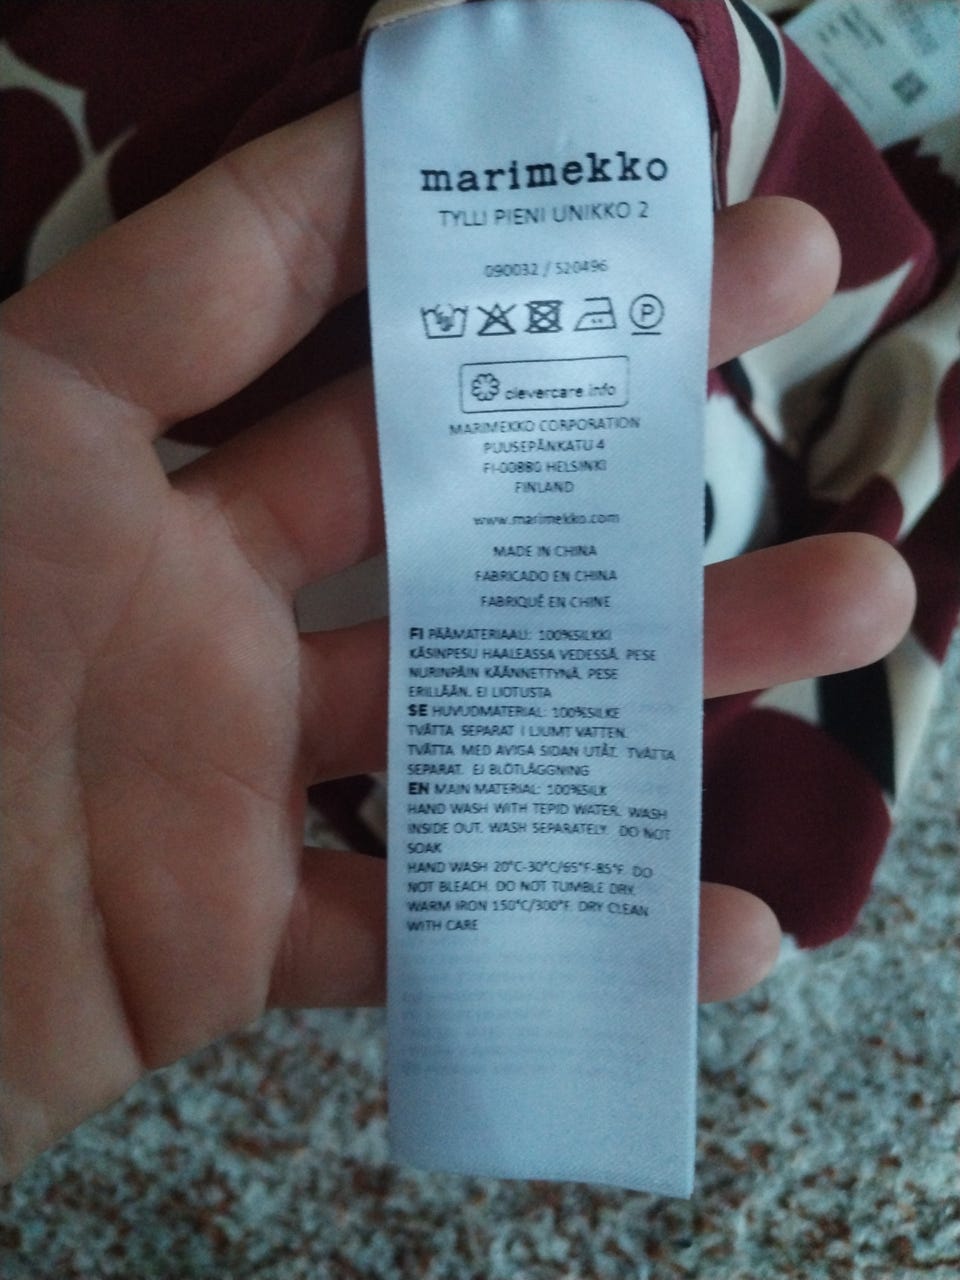 marimekko
TYLLI PIENI UNIKKO 2
090032 / 520496
P
clevercare.info
MARIMEKKO CORPORATION
PUUSEPÄNKATU 4
FI-00880 HELSINKI
FINLAND
www.marimekko.com
MADE IN CHINA
FABRICADO EN CHINA
FABRIQUÉ EN CHINE
FI PÄÄMATERIAALI: 100%SILKKI
KÄSINPESU HAALEASSA VEDESSÄ. PESE
NURINPÄIN KÄÄNNETTYNÄ. PESE
ERILLÄÄN. EI LIOTUSTA
SE HUVUDMATERIAL: 100%SILKE
TVÄTTA SEPARAT I LJUMT VATTEN.
TVÄTTA MED AVIGA SIDAN UTÅT. TVÄTTA
SEPARAT. EJ BLÖTLÄGGNING
EN MAIN MATERIAL: 100%SILK
HAND WASH WITH TEPID WATER. WASH
INSIDE OUT. WASH SEPARATELY. DO NOT
SOAK
HAND WASH 20°C-30°C/65°F-85°F. DO
NOT BLEACH. DO NOT TUMBLE DRY.
WARM IRON 150°C/300°F. DRY CLEAN
WITH CARE